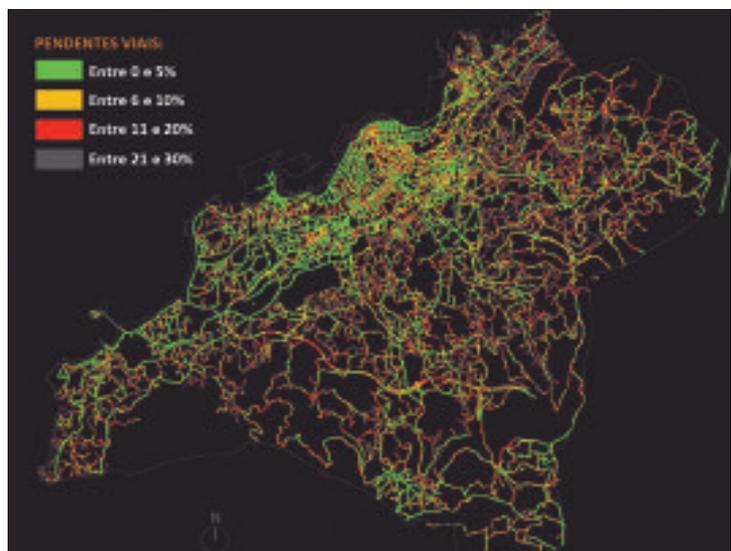 PENDENTES VIAIS:
Entre 0 e 5%
Entre 6 e 10%
Entre 11 e 20%
Entre 21 e 30%
N